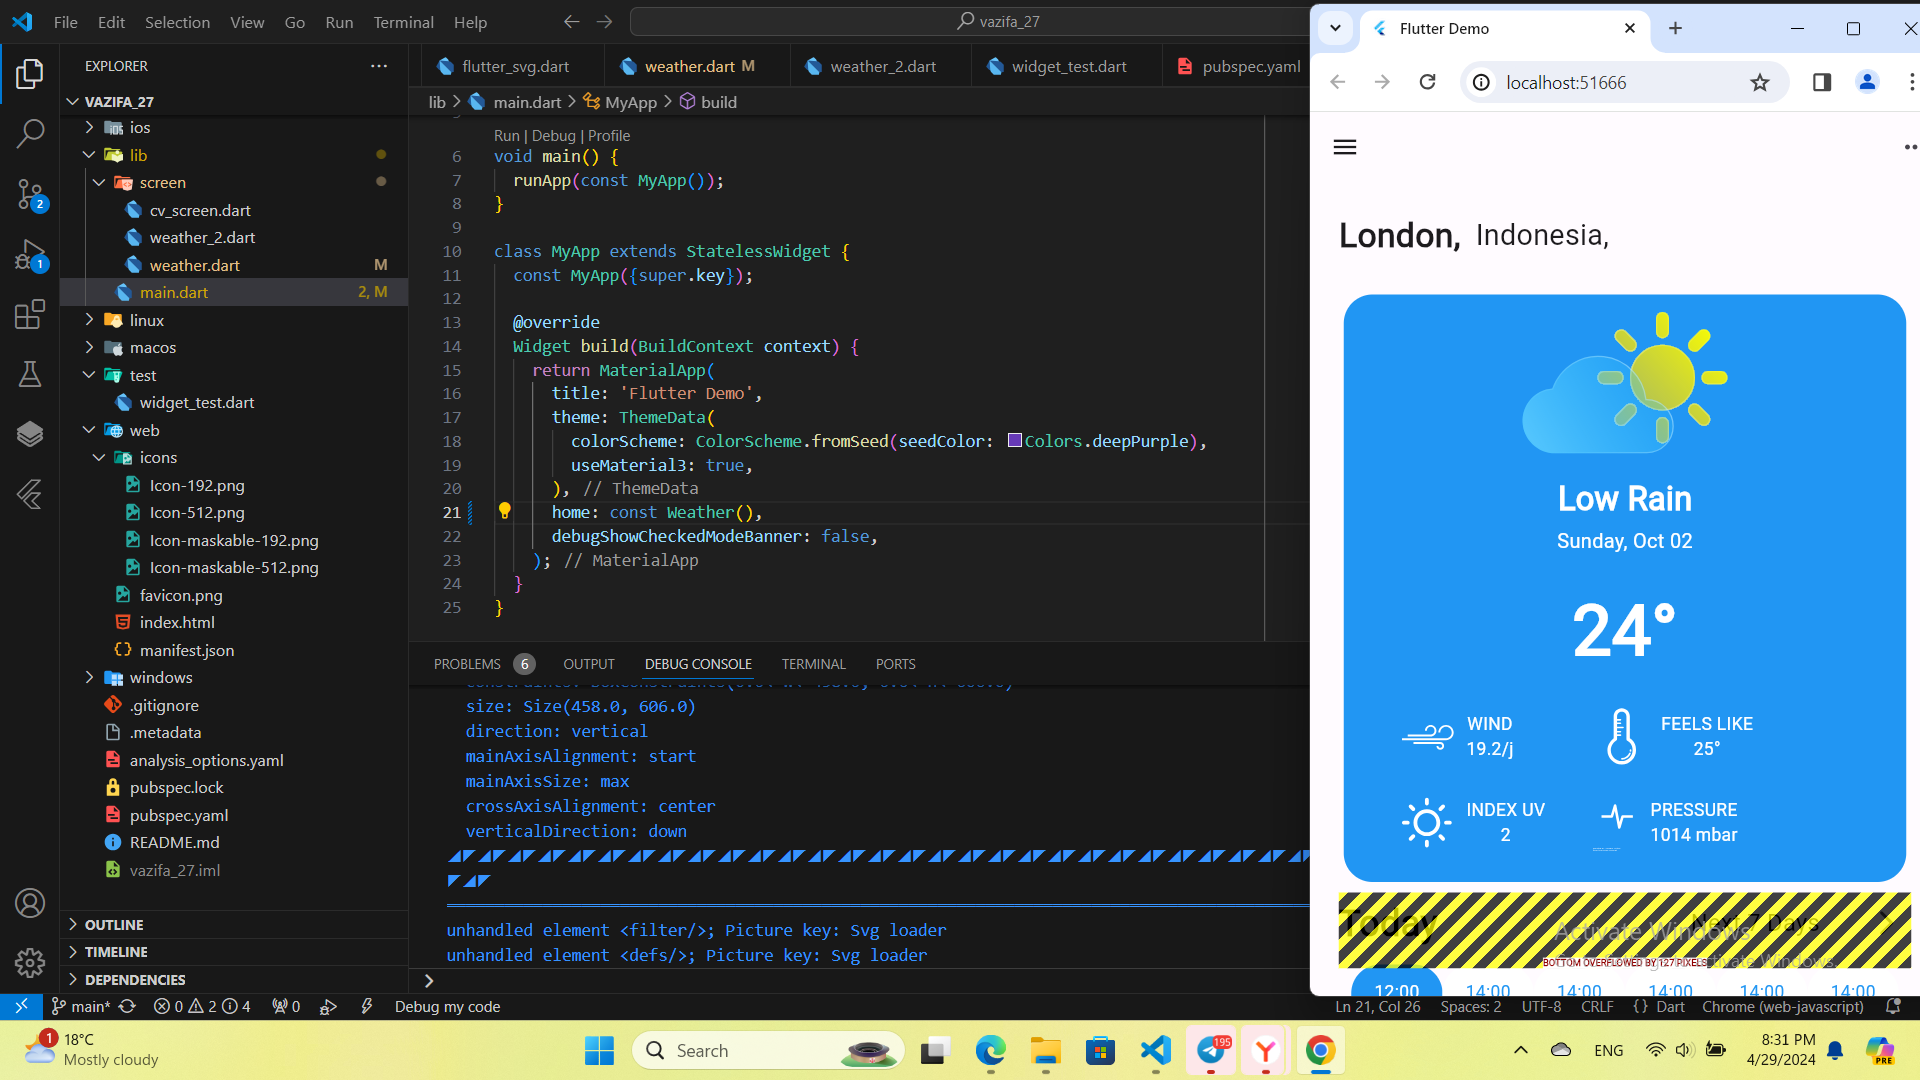 File Edit Selection View Go Run Terminal Help
vazifa_27
EXPLORER
VAZIFA_27
ios
lib
screen
cv_screen.dart
weather_2.dart
weather.dart M
main.dart 2, M
linux
macos
test
widget_test.dart
web
icons
Icon-192.png
Icon-512.png
Icon-maskable-192.png
Icon-maskable-512.png
favicon.png
index.html
manifest.json
windows
.gitignore
.metadata
analysis_options.yaml
pubspec.lock
pubspec.yaml
README.md
vazifa_27.iml
OUTLINE
TIMELINE
DEPENDENCIES
2
1
flutter_svg.dart weather.dart M weather_2.dart widget_test.dart pubspec.yaml
lib > main.dart > MyApp > build
Run | Debug | Profile
6 void main() {
7 runApp(const MyApp());
8 }
9
10 class MyApp extends StatelessWidget {
11 const MyApp({super.key});
12
13 @override
14 Widget build(BuildContext context) {
15 return MaterialApp(
16 title: 'Flutter Demo',
17 theme: ThemeData(
18 colorScheme: ColorScheme.fromSeed(seedColor: Colors.deepPurple),
19 useMaterial3: true,
20 ), // ThemeData
21 home: const Weather(),
22 debugShowCheckedModeBanner: false,
23 ); // MaterialApp
24 }
25 }
PROBLEMS 6 OUTPUT DEBUG CONSOLE TERMINAL PORTS
size: Size(458.0, 606.0)
direction: vertical
mainAxisAlignment: start
mainAxisSize: max
crossAxisAlignment: center
verticalDirection: down
unhandled element <filter/>; Picture key: Svg loader
unhandled element <defs/>; Picture key: Svg loader
Flutter Demo
localhost:51666
London, Indonesia,
Low Rain
Sunday, Oct 02
24°
WIND
19.2/j
FEELS LIKE
25°
INDEX UV
2
PRESSURE
1014 mbar
Today Next 7 Days
Activate Windows
BOTTOM OVERFLOWED BY 127 PIXELS
12:00 14:00 14:00 14:00 14:00 14:00
main* 0 2 4 0 Debug my code
Ln 21, Col 26 Spaces: 2 UTF-8 CRLF {} Dart Chrome (web-javascript)
1
18°C
Mostly cloudy
Search
195
ENG
8:31 PM
4/29/2024
PRE